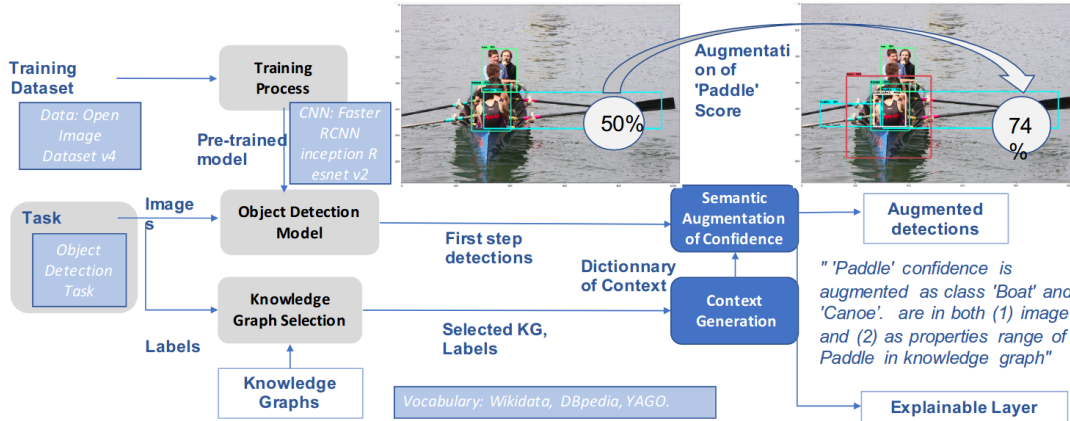 Training
Dataset
Data: Open
Image
Dataset v4
Training
Process
Pre-trained
model
CNN: Faster
RCNN
inception R
esnet v2
50%
Augmentati
on of
'Paddle'
Score
74
%
Task
Object
Detection
Task
Image
s
Object Detection
Model
First step
detections
Semantic
Augmentation
of Confidence
Augmented
detections
Labels
Knowledge
Graph Selection
Selected KG,
Labels
Dictionnary
of Context
Context
Generation
" 'Paddle' confidence is
augmented as class 'Boat' and
'Canoe'. are in both (1) image
and (2) as properties range of
Paddle in knowledge graph"
Knowledge
Graphs
Vocabulary: Wikidata, DBpedia, YAGO.
Explainable Layer